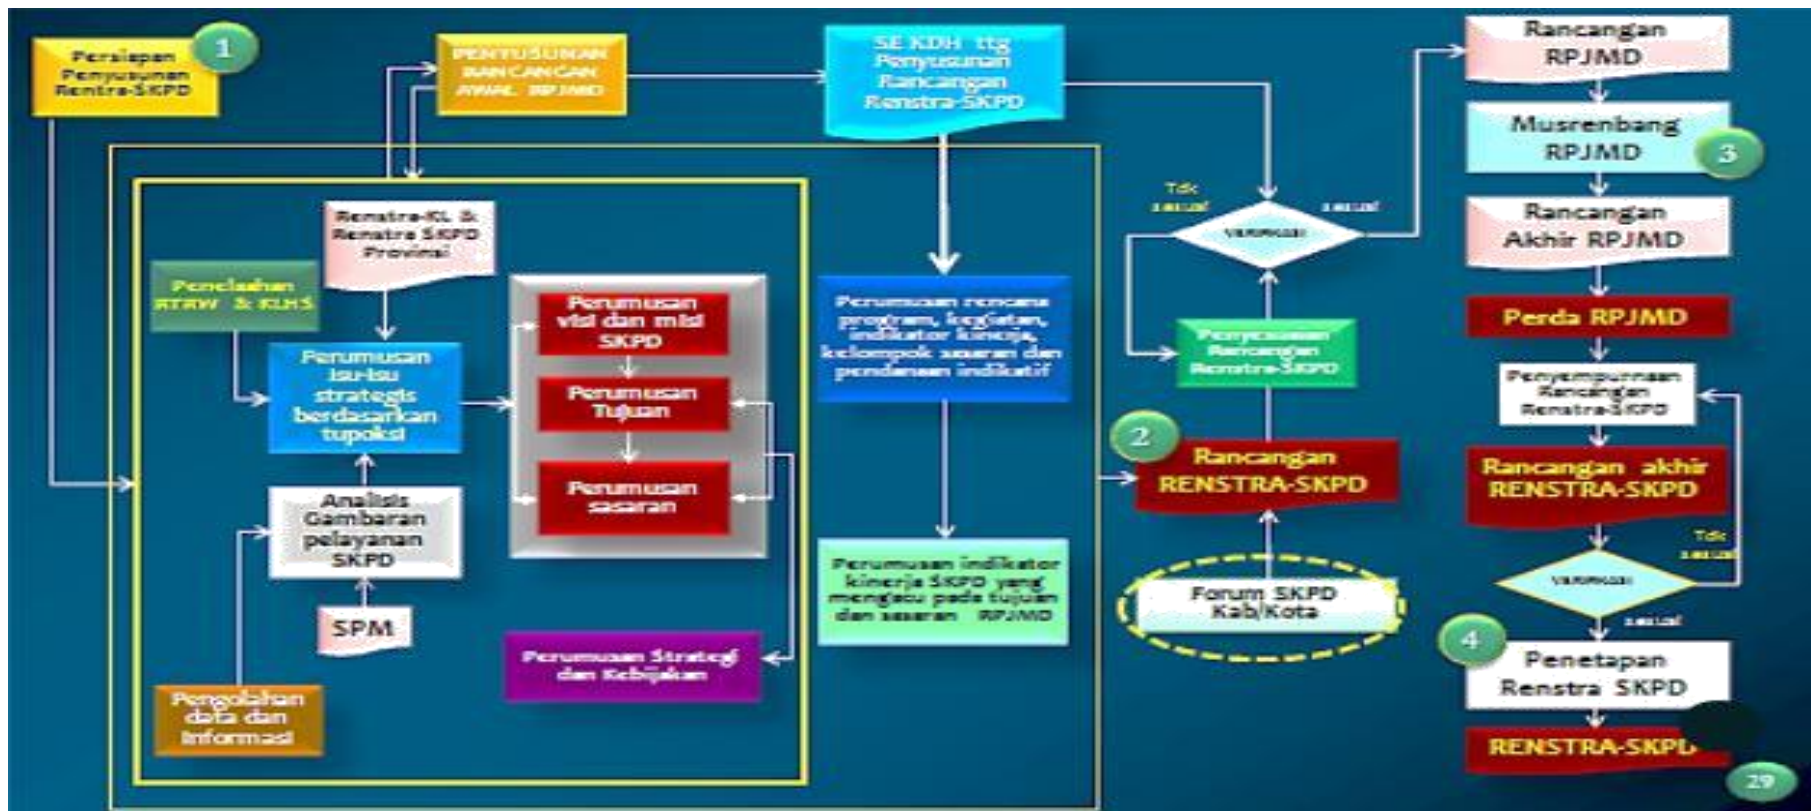 Persiapan
Penyusunan
Rentra-SKPD
1
PENYUSUNAN
RANCANGAN
AWAL RPJMD
SE KDH ttg
Penyusunan
Rancangan
Renstra-SKPD
Rancangan
RPJMD
Musrenbang
RPJMD
3
Rancangan
Akhir RPJMD
Perda RPJMD
Penyempurnaan
Rancangan
Renstra-SKPD
Rancangan akhir
RENSTRA-SKPD
Tdk
sesuai
VERIFIKASI
sesuai
4
Penetapan
Renstra SKPD
RENSTRA-SKPD
29
Tdk
sesuai
sesuai
VERIFIKASI
Penyesuaian
Rancangan
Renstra-SKPD
2
Rancangan
RENSTRA-SKPD
Forum SKPD
Kab/Kota
Renstra-KL &
Renstra SKPD
Provinsi
Penelaahan
RTRW & KLHS
Perumusan
Isu-isu
strategis
berdasarkan
tupoksi
Analisis
Gambaran
pelayanan
SKPD
SPM
Pengolahan
data dan
informasi
Perumusan
visi dan misi
SKPD
Perumusan
Tujuan
Perumusan
sasaran
Perumusan Strategi
dan Kebijakan
Perumusan rencana
program, kegiatan,
indikator kinerja,
kelompok sasaran dan
pendanaan indikatif
Perumusan indikator
kinerja SKPD yang
mengacu pada tujuan
dan sasaran RPJMD